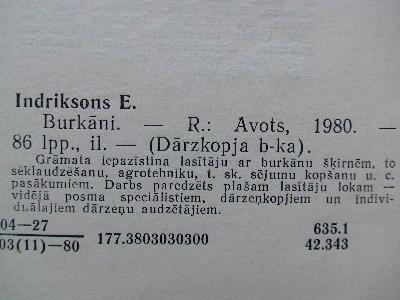 Indriksons E.
Burkāni. — R.: Avots, 1980. —
86 lpp., il. — (Dārzkopja b-ka).
Grāmata iepazīstina lasītāju ar burkānu šķirnēm, to
sēklaudzēšanu, agrotehniku, t. sk. sējumu kopšanu u. c.
pasākumiem. Darbs paredzēts plašam lasītāju lokam —
vidējā posma speciālistiem, dārzeņkopjiem un indivi-
duālajiem dārzeņu audzētājiem.
04—27
03(11)—80
177.3803030300
635.1
42.343